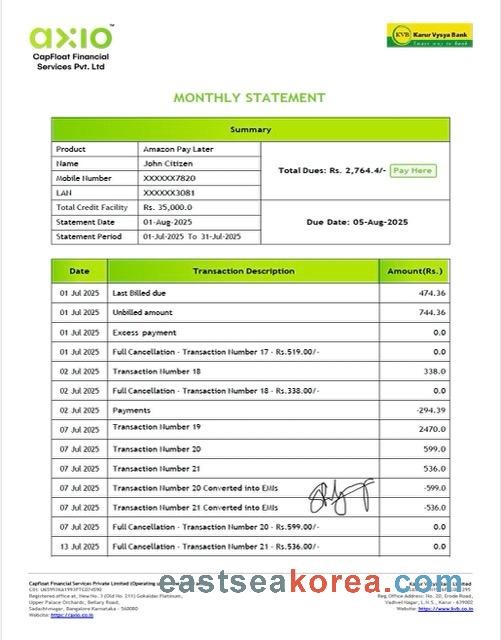 axio™
CapFloat Financial
Services Pvt. Ltd
KVB Karur Vysya Bank
Smart way to Bank
MONTHLY STATEMENT
Summary
Product Amazon Pay Later
Name John Citizen
Mobile Number XXXXXX7820
LAN XXXXXX3081
Total Credit Facility Rs. 35,000.0
Statement Date 01-Aug-2025
Statement Period 01-Jul-2025 To 31-Jul-2025
Total Dues: Rs. 2,764.4/- Pay Here
Due Date: 05-Aug-2025
Date Transaction Description Amount(Rs.)
01 Jul 2025 Last Billed due 474.36
01 Jul 2025 Unbilled amount 744.36
01 Jul 2025 Excess payment 0.0
01 Jul 2025 Full Cancellation - Transaction Number 17 - Rs.519.00/- 0.0
02 Jul 2025 Transaction Number 18 338.0
02 Jul 2025 Full Cancellation - Transaction Number 18 - Rs.338.00/- 0.0
02 Jul 2025 Payments -294.39
07 Jul 2025 Transaction Number 19 2470.0
07 Jul 2025 Transaction Number 20 599.0
07 Jul 2025 Transaction Number 21 536.0
07 Jul 2025 Transaction Number 20 Converted into EMIs -599.0
07 Jul 2025 Transaction Number 21 Converted into EMIs -536.0
07 Jul 2025 Full Cancellation - Transaction Number 20 - Rs.599.00/- 0.0
13 Jul 2025 Full Cancellation - Transaction Number 21 - Rs.536.00/- 0.0
eastseakorea.com
CapFloat Financial Services Private Limited (Operating
Registered office at, New No. 3 (Old No. 211) Gokaldas Platinum,
Upper Palace Orchards, Bellary Road,
Sadashivnagar, Bangalore Karnataka - 560080
Website: https://axio.co.in
Karur Vysya Bank Limited
Reg.Office Address: No. 20, Erode Road,
Vadivel Nagar, L.N.S., Karur - 639002
Website: https://www.kvb.co.in